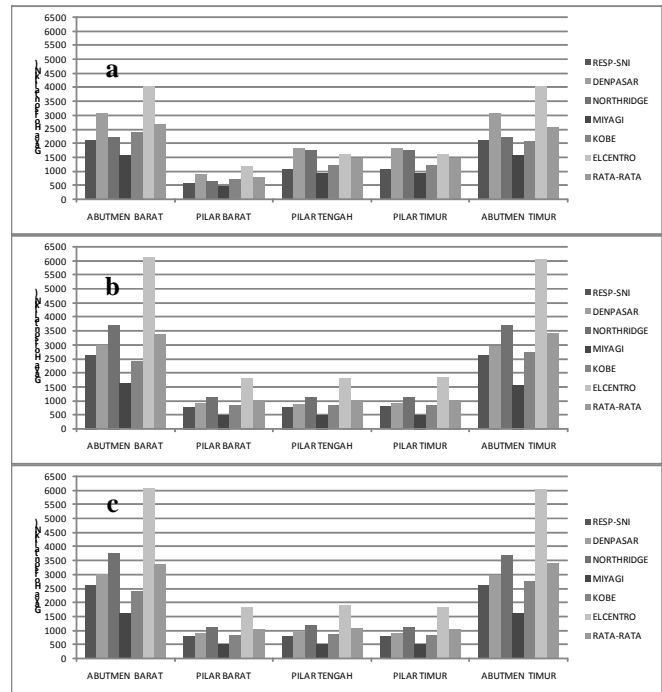 6500
6000
5500
5000
4500
4000
3500
3000
2500
2000
1500
1000
500
0
a
RESP-SNI
DENPASAR
NORTHRIDGE
MIYAGI
KOBE
ELCENTRO
RATA-RATA
ABUTMEN BARAT PILAR BARAT PILAR TENGAH PILAR TIMUR ABUTMEN TIMUR
6500
6000
5500
5000
4500
4000
3500
3000
2500
2000
1500
1000
500
0
b
RESP-SNI
DENPASAR
NORTHRIDGE
MIYAGI
KOBE
ELCENTRO
RATA-RATA
ABUTMEN BARAT PILAR BARAT PILAR TENGAH PILAR TIMUR ABUTMEN TIMUR
6500
6000
5500
5000
4500
4000
3500
3000
2500
2000
1500
1000
500
0
c
RESP-SNI
DENPASAR
NORTHRIDGE
MIYAGI
KOBE
ELCENTRO
RATA-RATA
ABUTMEN BARAT PILAR BARAT PILAR TENGAH PILAR TIMUR ABUTMEN TIMUR